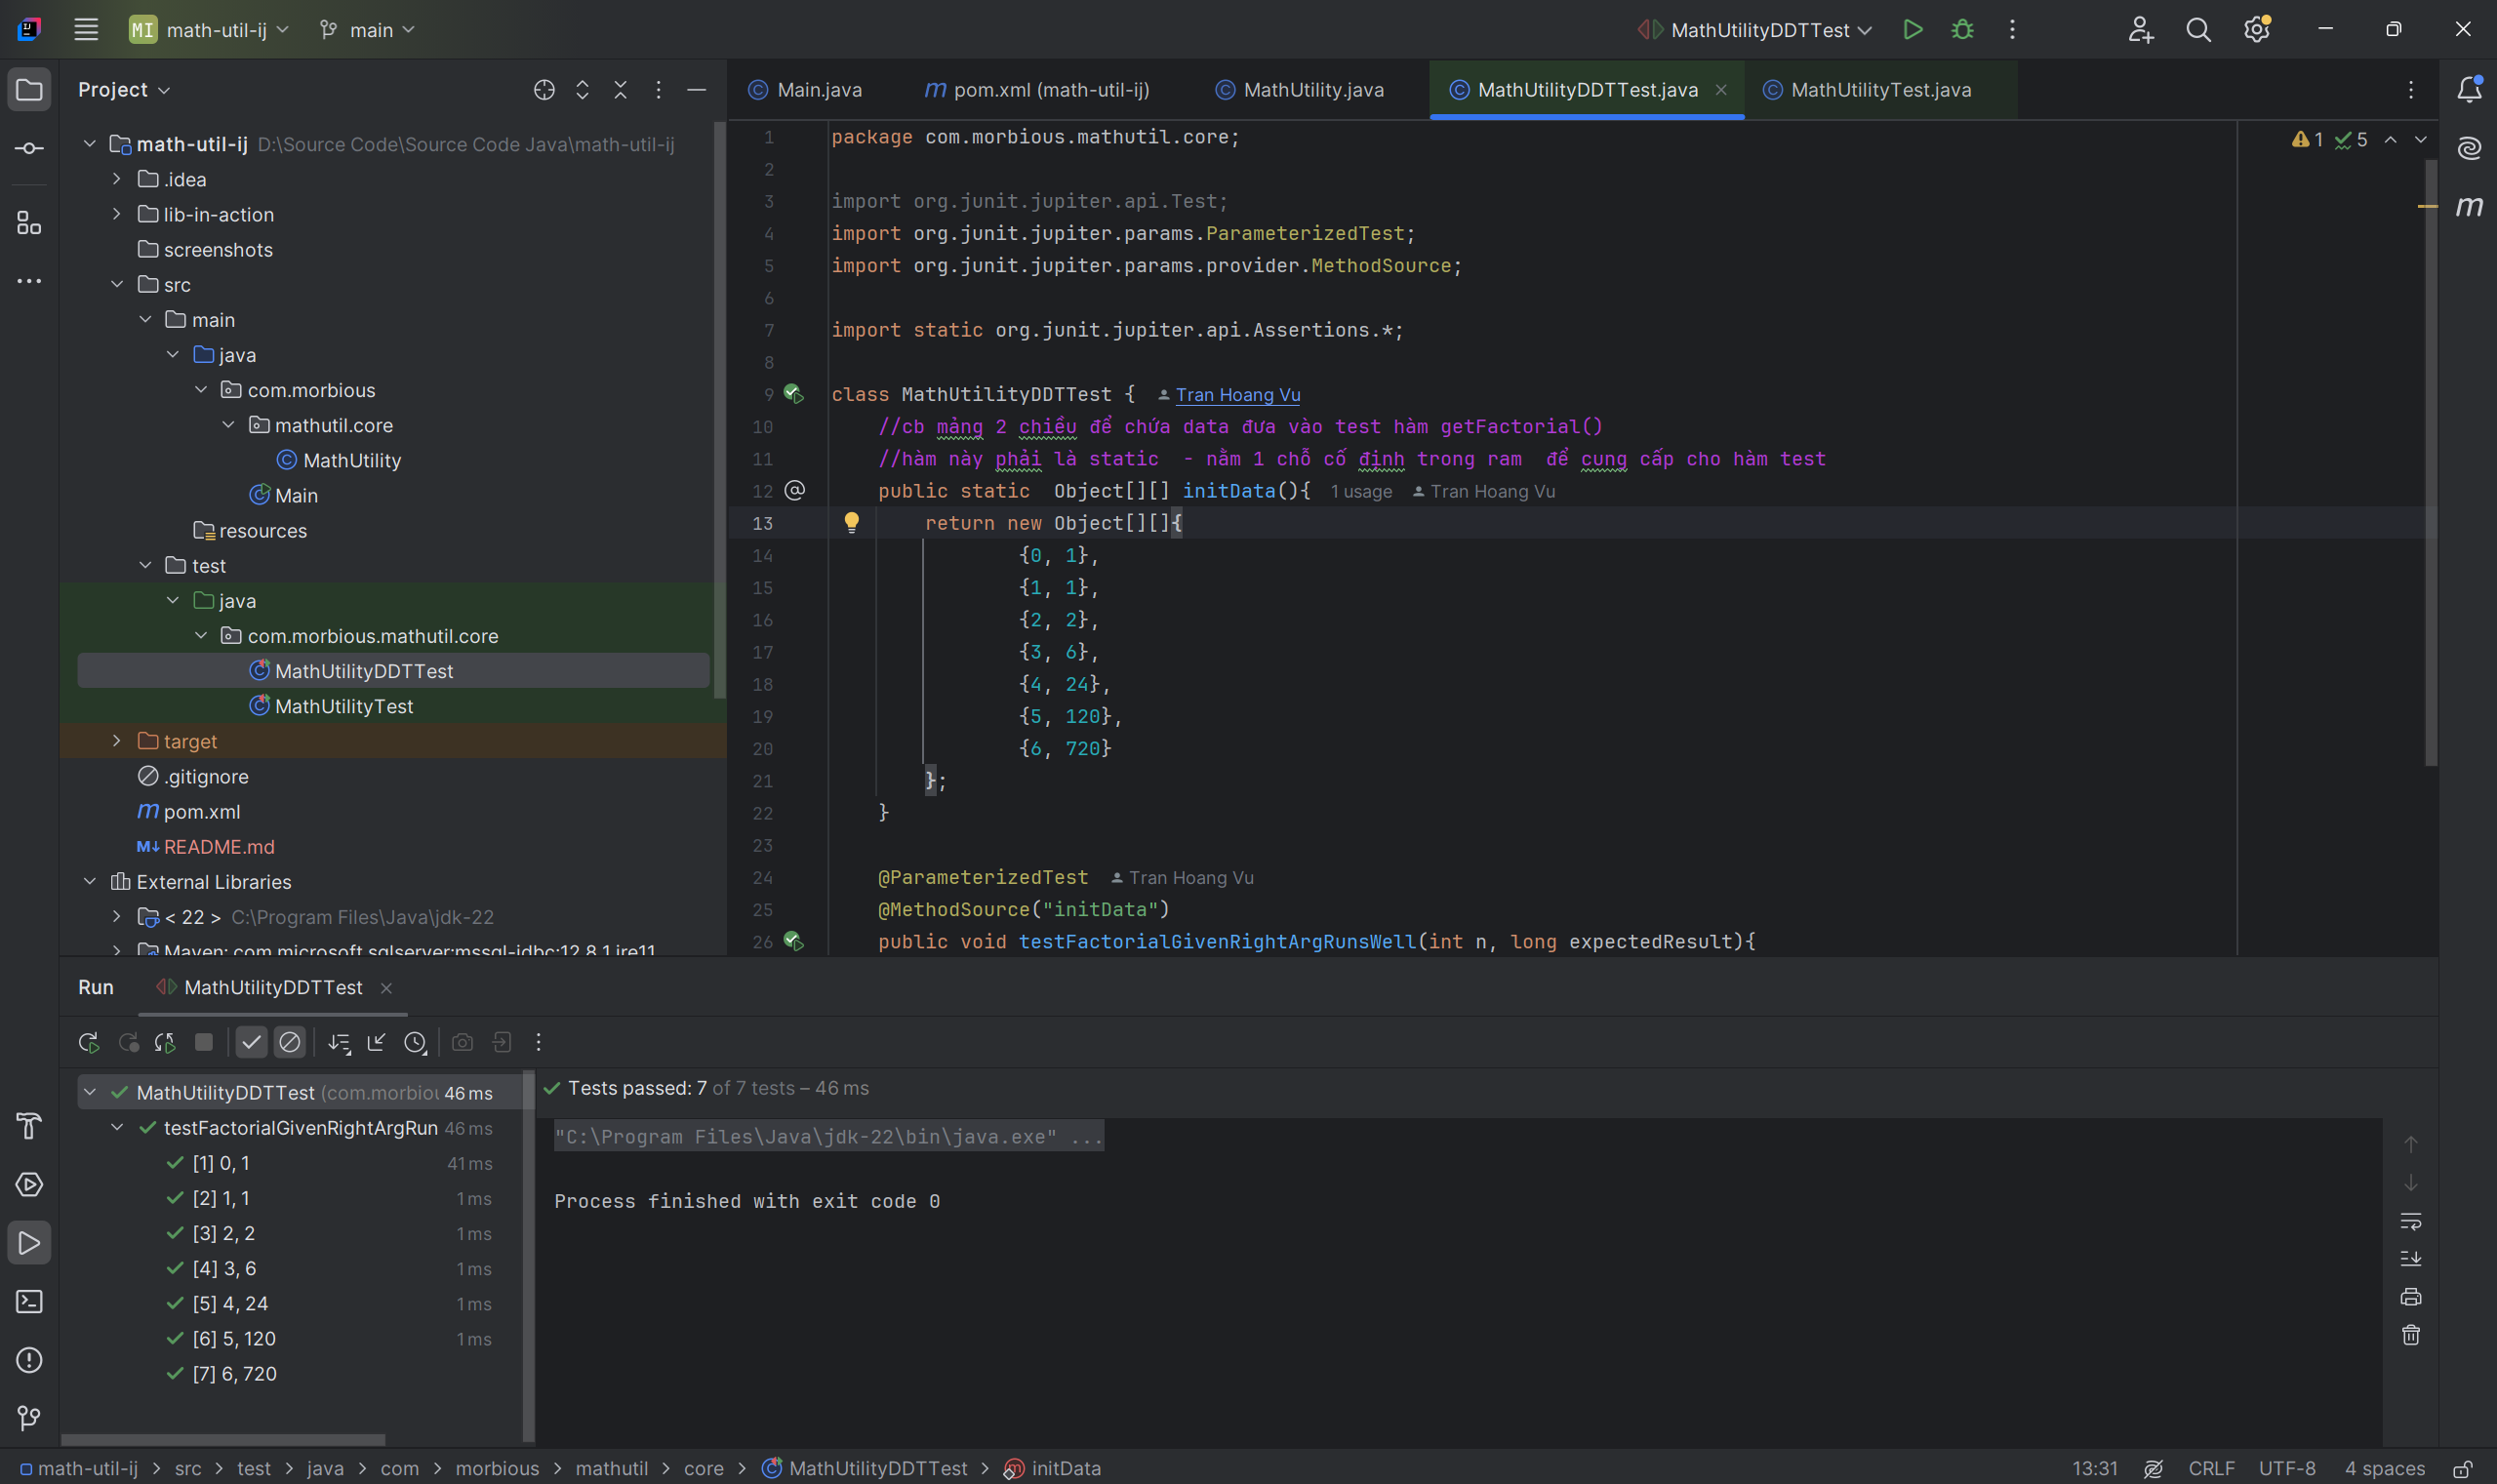 MI math-util-ij main MathUtilityDDTTest
Project
Main.java pom.xml (math-util-ij) MathUtility.java MathUtilityDDTTest.java MathUtilityTest.java
math-util-ij D:\Source Code\Source Code Java\math-util-ij
.idea
lib-in-action
screenshots
src
main
java
com.morbious
mathutil.core
MathUtility
Main
resources
test
java
com.morbious.mathutil.core
MathUtilityDDTTest
MathUtilityTest
target
.gitignore
pom.xml
README.md
External Libraries
< 22 > C:\Program Files\Java\jdk-22
Maven: com.microsoft.sqlserver:mssql-jdbc:12.8.1.jre11
1 package com.morbious.mathutil.core;
2
3 import org.junit.jupiter.api.Test;
4 import org.junit.jupiter.params.ParameterizedTest;
5 import org.junit.jupiter.params.provider.MethodSource;
6
7 import static org.junit.jupiter.api.Assertions.*;
8
9 class MathUtilityDDTTest { Tran Hoang Vu
10 //cb mảng 2 chiều để chứa data đưa vào test hàm getFactorial()
11 //hàm này phải là static - nằm 1 chỗ cố định trong ram để cung cấp cho hàm test
12 public static Object[][] initData(){ 1 usage Tran Hoang Vu
13 return new Object[][]{
14 {0, 1},
15 {1, 1},
16 {2, 2},
17 {3, 6},
18 {4, 24},
19 {5, 120},
20 {6, 720}
21 };
22 }
23
24 @ParameterizedTest Tran Hoang Vu
25 @MethodSource("initData")
26 public void testFactorialGivenRightArgRunsWell(int n, long expectedResult){
1 5
Run MathUtilityDDTTest
MathUtilityDDTTest (com.morbiou 46 ms
testFactorialGivenRightArgRun 46 ms
[1] 0, 1 41 ms
[2] 1, 1 1 ms
[3] 2, 2 1 ms
[4] 3, 6 1 ms
[5] 4, 24 1 ms
[6] 5, 120 1 ms
[7] 6, 720
Tests passed: 7 of 7 tests – 46 ms
"C:\Program Files\Java\jdk-22\bin\java.exe" ...
Process finished with exit code 0
math-util-ij > src > test > java > com > morbious > mathutil > core > MathUtilityDDTTest > initData 13:31 CRLF UTF-8 4 spaces